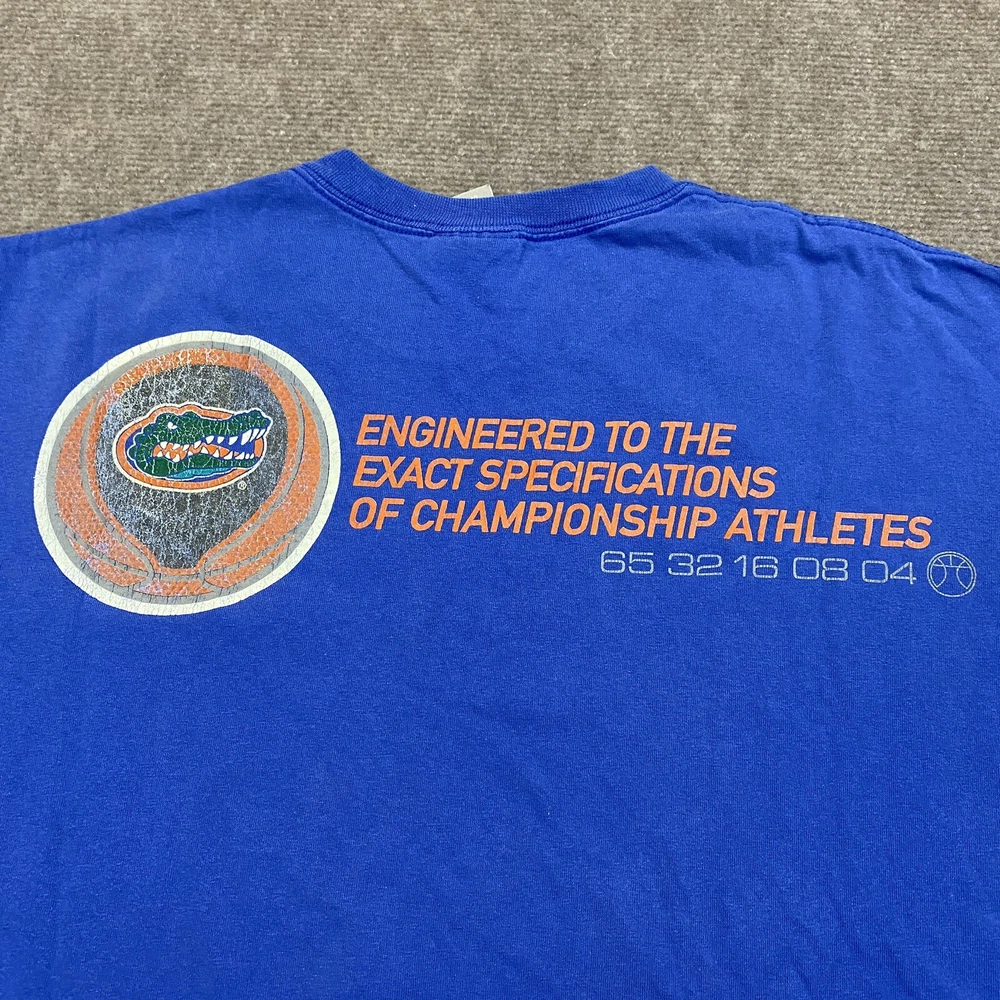 ENGINEERED TO THE
EXACT SPECIFICATIONS
OF CHAMPIONSHIP ATHLETES
65 32 16 08 04
®